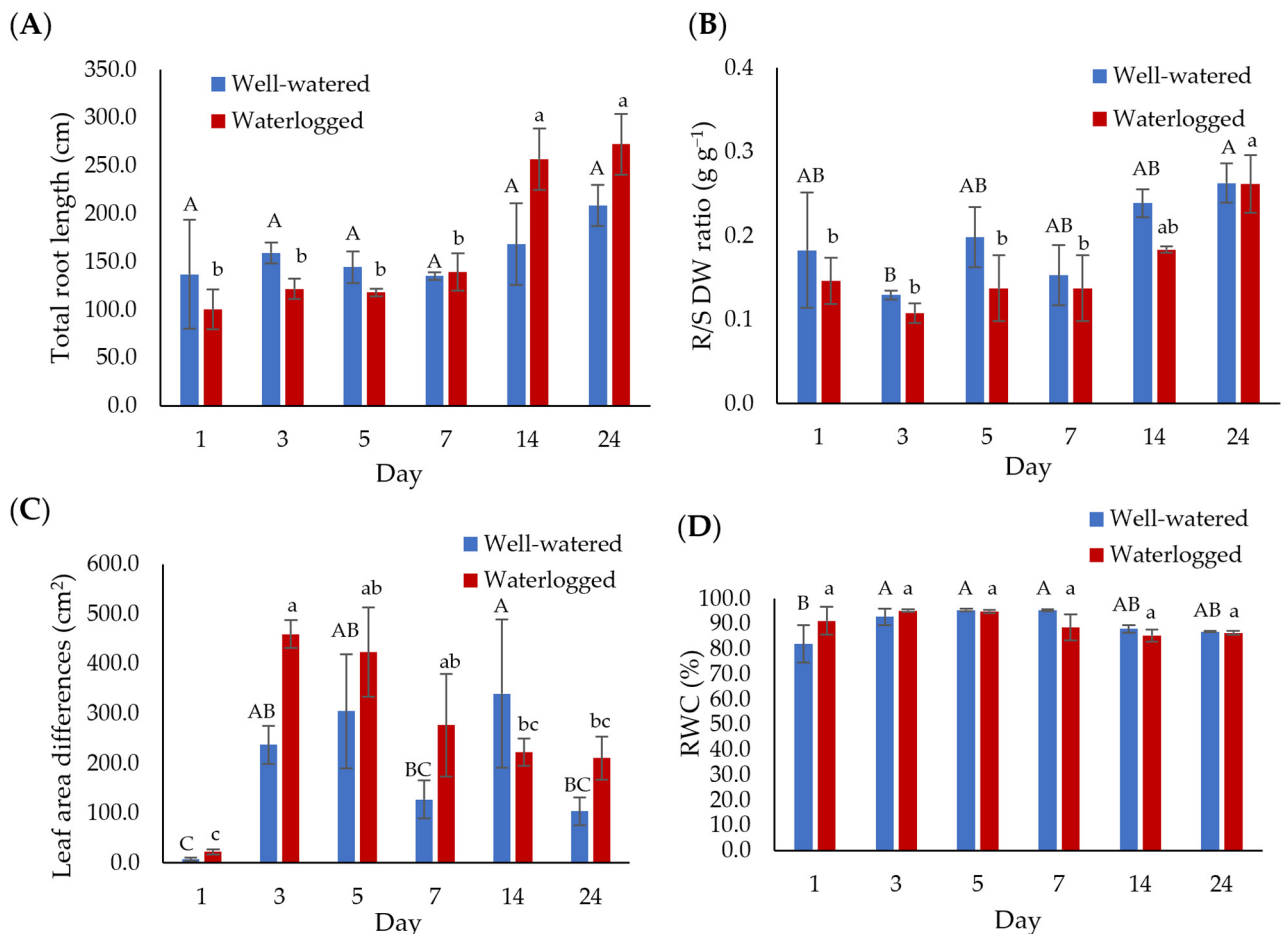 (A)
Total root length (cm)
350.0
300.0
250.0
200.0
150.0
100.0
50.0
0.0
Well-watered
Waterlogged
A b A b A b A b A a A a
1 3 5 7 14 24
Day
(B)
R/S DW ratio (g g⁻¹)
0.4
0.3
0.2
0.1
0.0
Well-watered
Waterlogged
AB b B b AB b AB b AB ab A a
1 3 5 7 14 24
Day
(C)
Leaf area differences (cm²)
600.0
500.0
400.0
300.0
200.0
100.0
0.0
Well-watered
Waterlogged
C c AB a AB ab BC ab A bc BC bc
1 3 5 7 14 24
Day
(D)
RWC (%)
100.0
90.0
80.0
70.0
60.0
50.0
40.0
30.0
20.0
10.0
0.0
Well-watered
Waterlogged
B a A a A a A a AB a AB a
1 3 5 7 14 24
Day